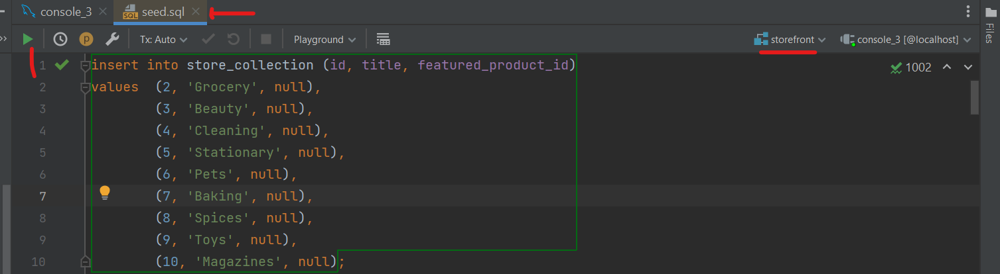 console_3 seed.sql
SQL
p Tx: Auto Playground storefront console_3 [@localhost]
Files
1 insert into store_collection (id, title, featured_product_id) 1002
2 values (2, 'Grocery', null),
3 (3, 'Beauty', null),
4 (4, 'Cleaning', null),
5 (5, 'Stationary', null),
6 (6, 'Pets', null),
7 (7, 'Baking', null),
8 (8, 'Spices', null),
9 (9, 'Toys', null),
10 (10, 'Magazines', null);